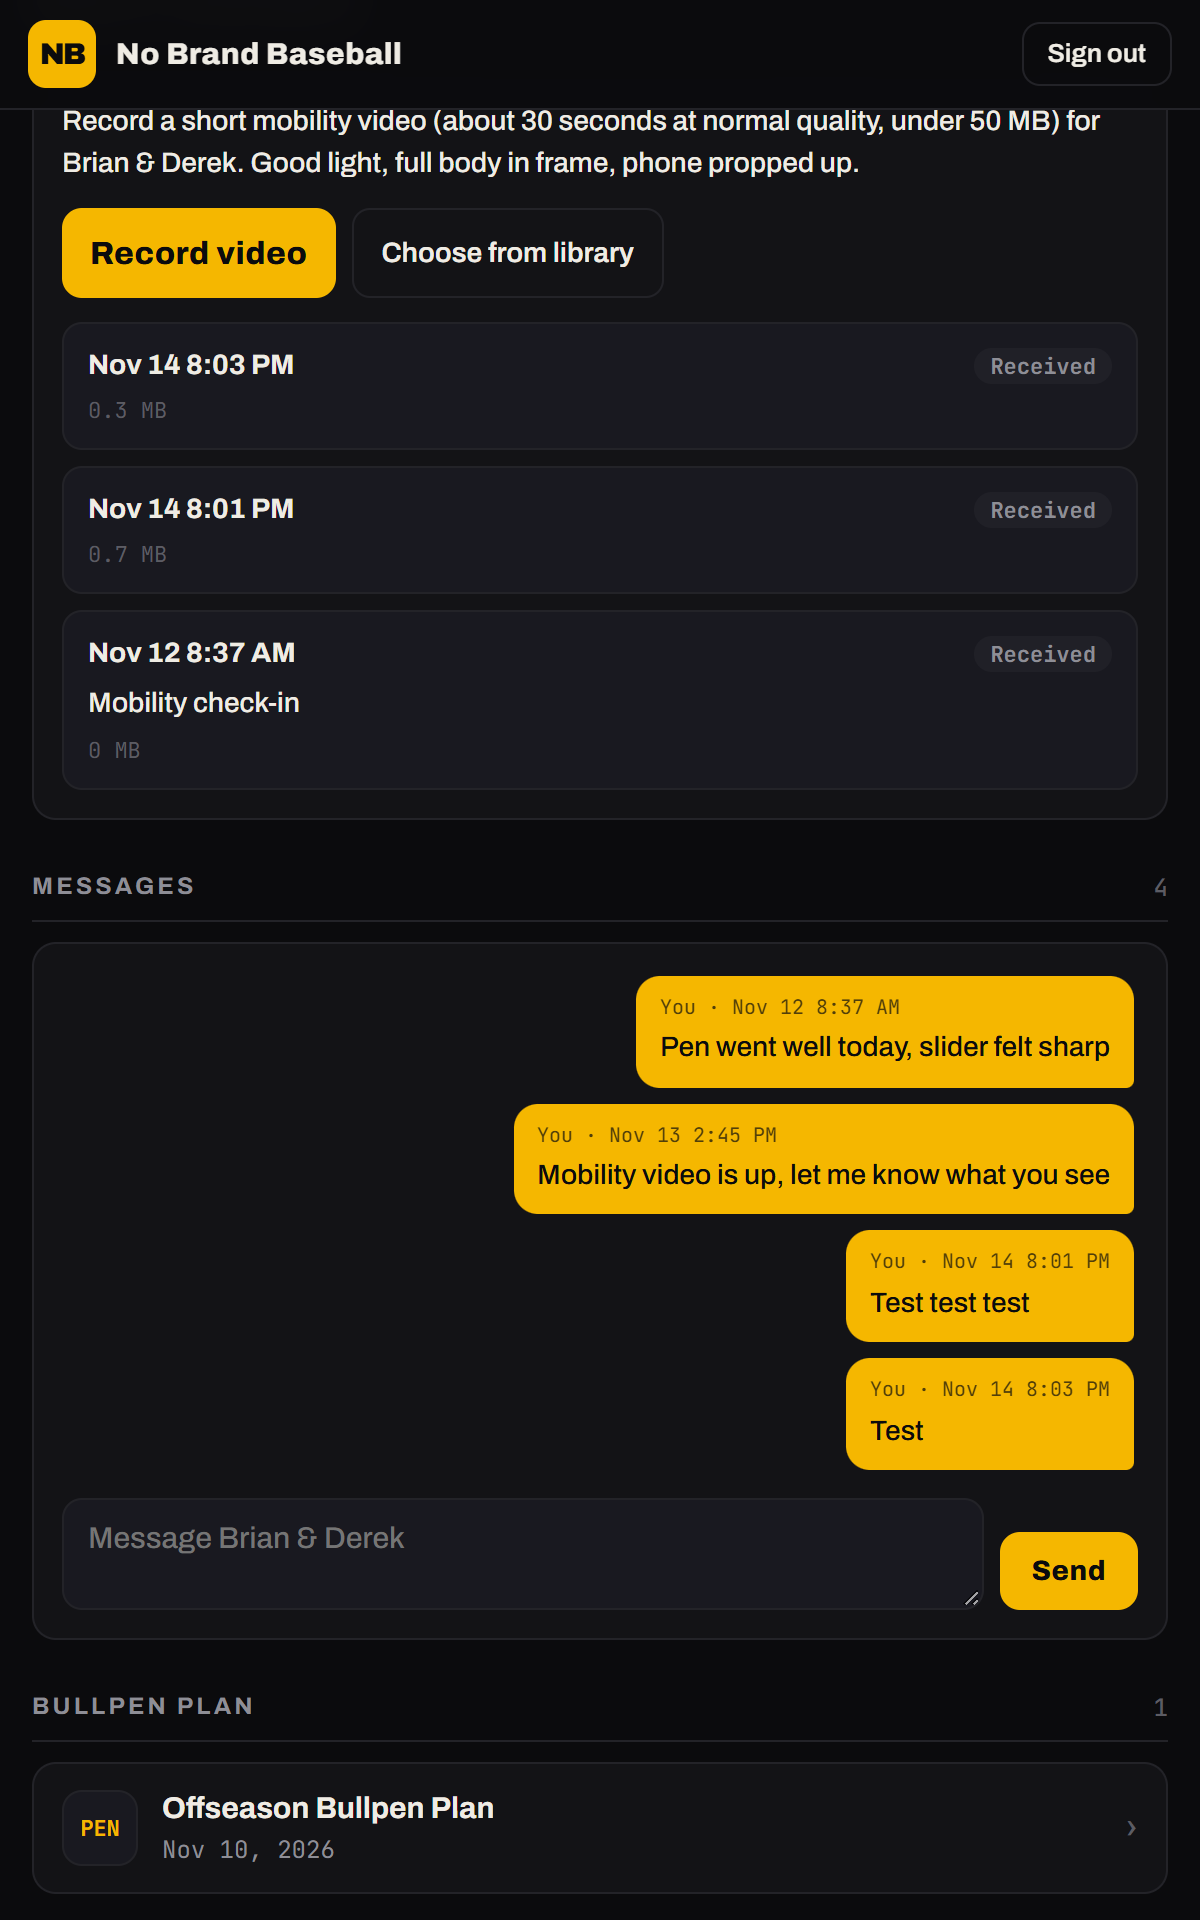 NB
No Brand Baseball
Sign out
Record a short mobility video (about 30 seconds at normal quality, under 50 MB) for
Brian & Derek. Good light, full body in frame, phone propped up.
Record video
Choose from library
Nov 14 8:03 PM
Received
0.3 MB
Nov 14 8:01 PM
Received
0.7 MB
Nov 12 8:37 AM
Received
Mobility check-in
0 MB
MESSAGES
4
You · Nov 12 8:37 AM
Pen went well today, slider felt sharp
You · Nov 13 2:45 PM
Mobility video is up, let me know what you see
You · Nov 14 8:01 PM
Test test test
You · Nov 14 8:03 PM
Test
Message Brian & Derek
Send
BULLPEN PLAN
1
PEN
Offseason Bullpen Plan
Nov 10, 2026